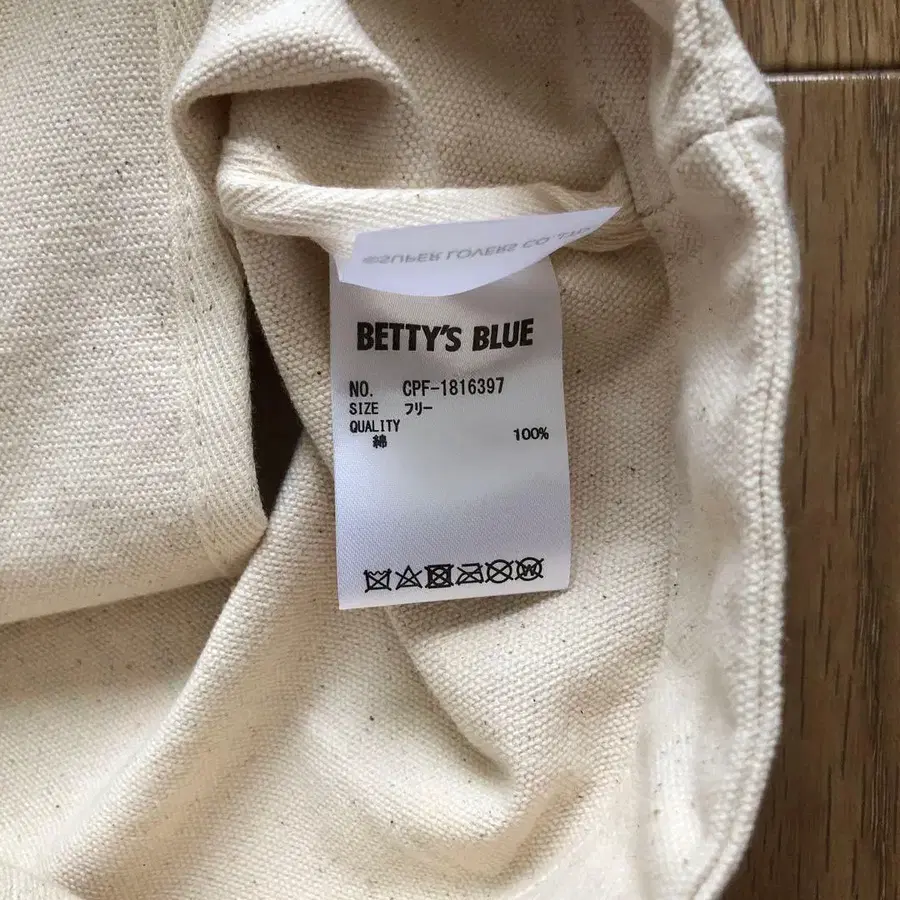 ©SUPER LOVERS CO.,LTD.
BETTY'S BLUE
NO. CPF-1816397
SIZE フリー
QUALITY
綿 100%
W